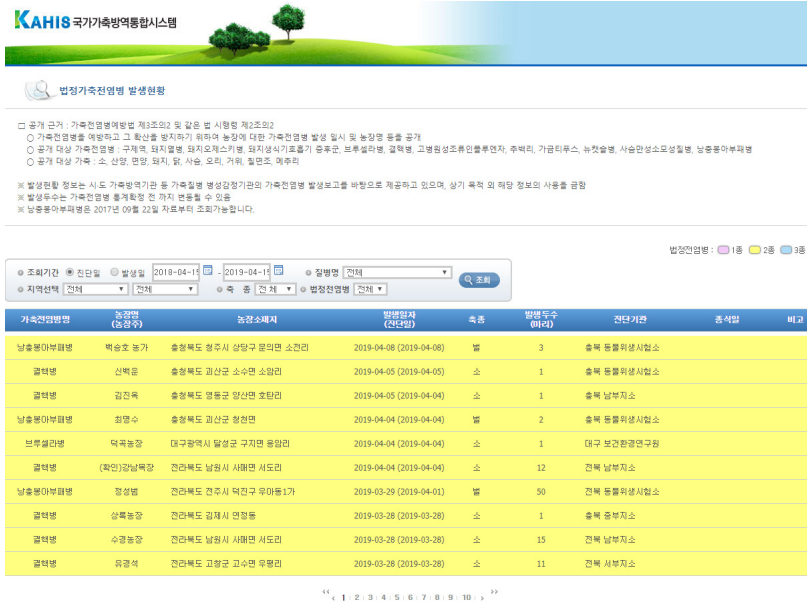 KAHIS 국가가축방역통합시스템
법정가축전염병 발생현황
□ 공개 근거 : 가축전염병예방법 제3조의2 및 같은 법 시행령 제2조의2
○ 가축전염병를 예방하고 그 확산을 방지하기 위하여 농장에 대한 가축전염병 발생 일시 및 농장명 등을 공개
○ 공개 대상 가축전염병 : 구제역, 돼지열병, 돼지오제스키병, 돼지생식기호흡기 증후군, 브루셀라병, 결핵병, 고병원성조류인플루엔자, 추백리, 가금티푸스, 뉴캣슬병, 사슴만성소모성질병, 낭충봉아부패병
○ 공개 대상 가축 : 소, 산양, 면양, 돼지, 닭, 사슴, 오리, 거위, 칠면조, 메추리
※ 발생현황 정보는 시·도 가축방역기관 등 가축질병 병성감정기관의 가축전염병 발생보고를 바탕으로 제공하고 있으며, 상기 목적 외 해당 정보의 사용을 금함
※ 발생두수는 가축전염병 통계확정 전 까지 변동될 수 있음
※ 낭충봉아부패병은 2017년 09월 22일 자료부터 조회가능합니다.
법정전염병 : 1종 2종 3종
조회기간 진단일 발생일 2018-04-15 - 2019-04-15 질병명 전체 조회
지역선택 전체 전체 축 종 전체 법정전염병 전체
가축전염병명 농장명 (농장주) 농장소재지 발생일자 (진단일) 축종 발생두수 (마리) 진단기관 종식일 비고
낭충봉아부패병 백승호 농가 충청북도 청주시 상당구 문의면 소전리 2019-04-08 (2019-04-08) 벌 3 충북 동물위생시험소
결핵병 신백운 충청북도 괴산군 소수면 소암리 2019-04-05 (2019-04-05) 소 1 충북 동물위생시험소
결핵병 김진옥 충청북도 영동군 양산면 호탄리 2019-04-05 (2019-04-04) 소 1 충북 남부지소
낭충봉아부패병 최명수 충청북도 괴산군 청천면 2019-04-04 (2019-04-04) 벌 2 충북 동물위생시험소
브루셀라병 덕곡농장 대구광역시 달성군 구지면 응암리 2019-04-04 (2019-04-04) 소 1 대구 보건환경연구원
결핵병 (확인)강남목장 전라북도 남원시 사매면 서도리 2019-04-04 (2019-04-04) 소 12 전북 남부지소
낭충봉아부패병 정성범 전라북도 전주시 덕진구 우아동1가 2019-03-29 (2019-04-01) 벌 50 전북 동물위생시험소
결핵병 상록농장 전라북도 김제시 연정동 2019-03-28 (2019-03-28) 소 1 충북 중부지소
결핵병 수경농장 전라북도 남원시 사매면 서도리 2019-03-28 (2019-03-28) 소 15 전북 남부지소
결핵병 유광석 전라북도 고창군 고수면 우평리 2019-03-28 (2019-03-28) 소 11 전북 서부지소
1 2 3 4 5 6 7 8 9 10